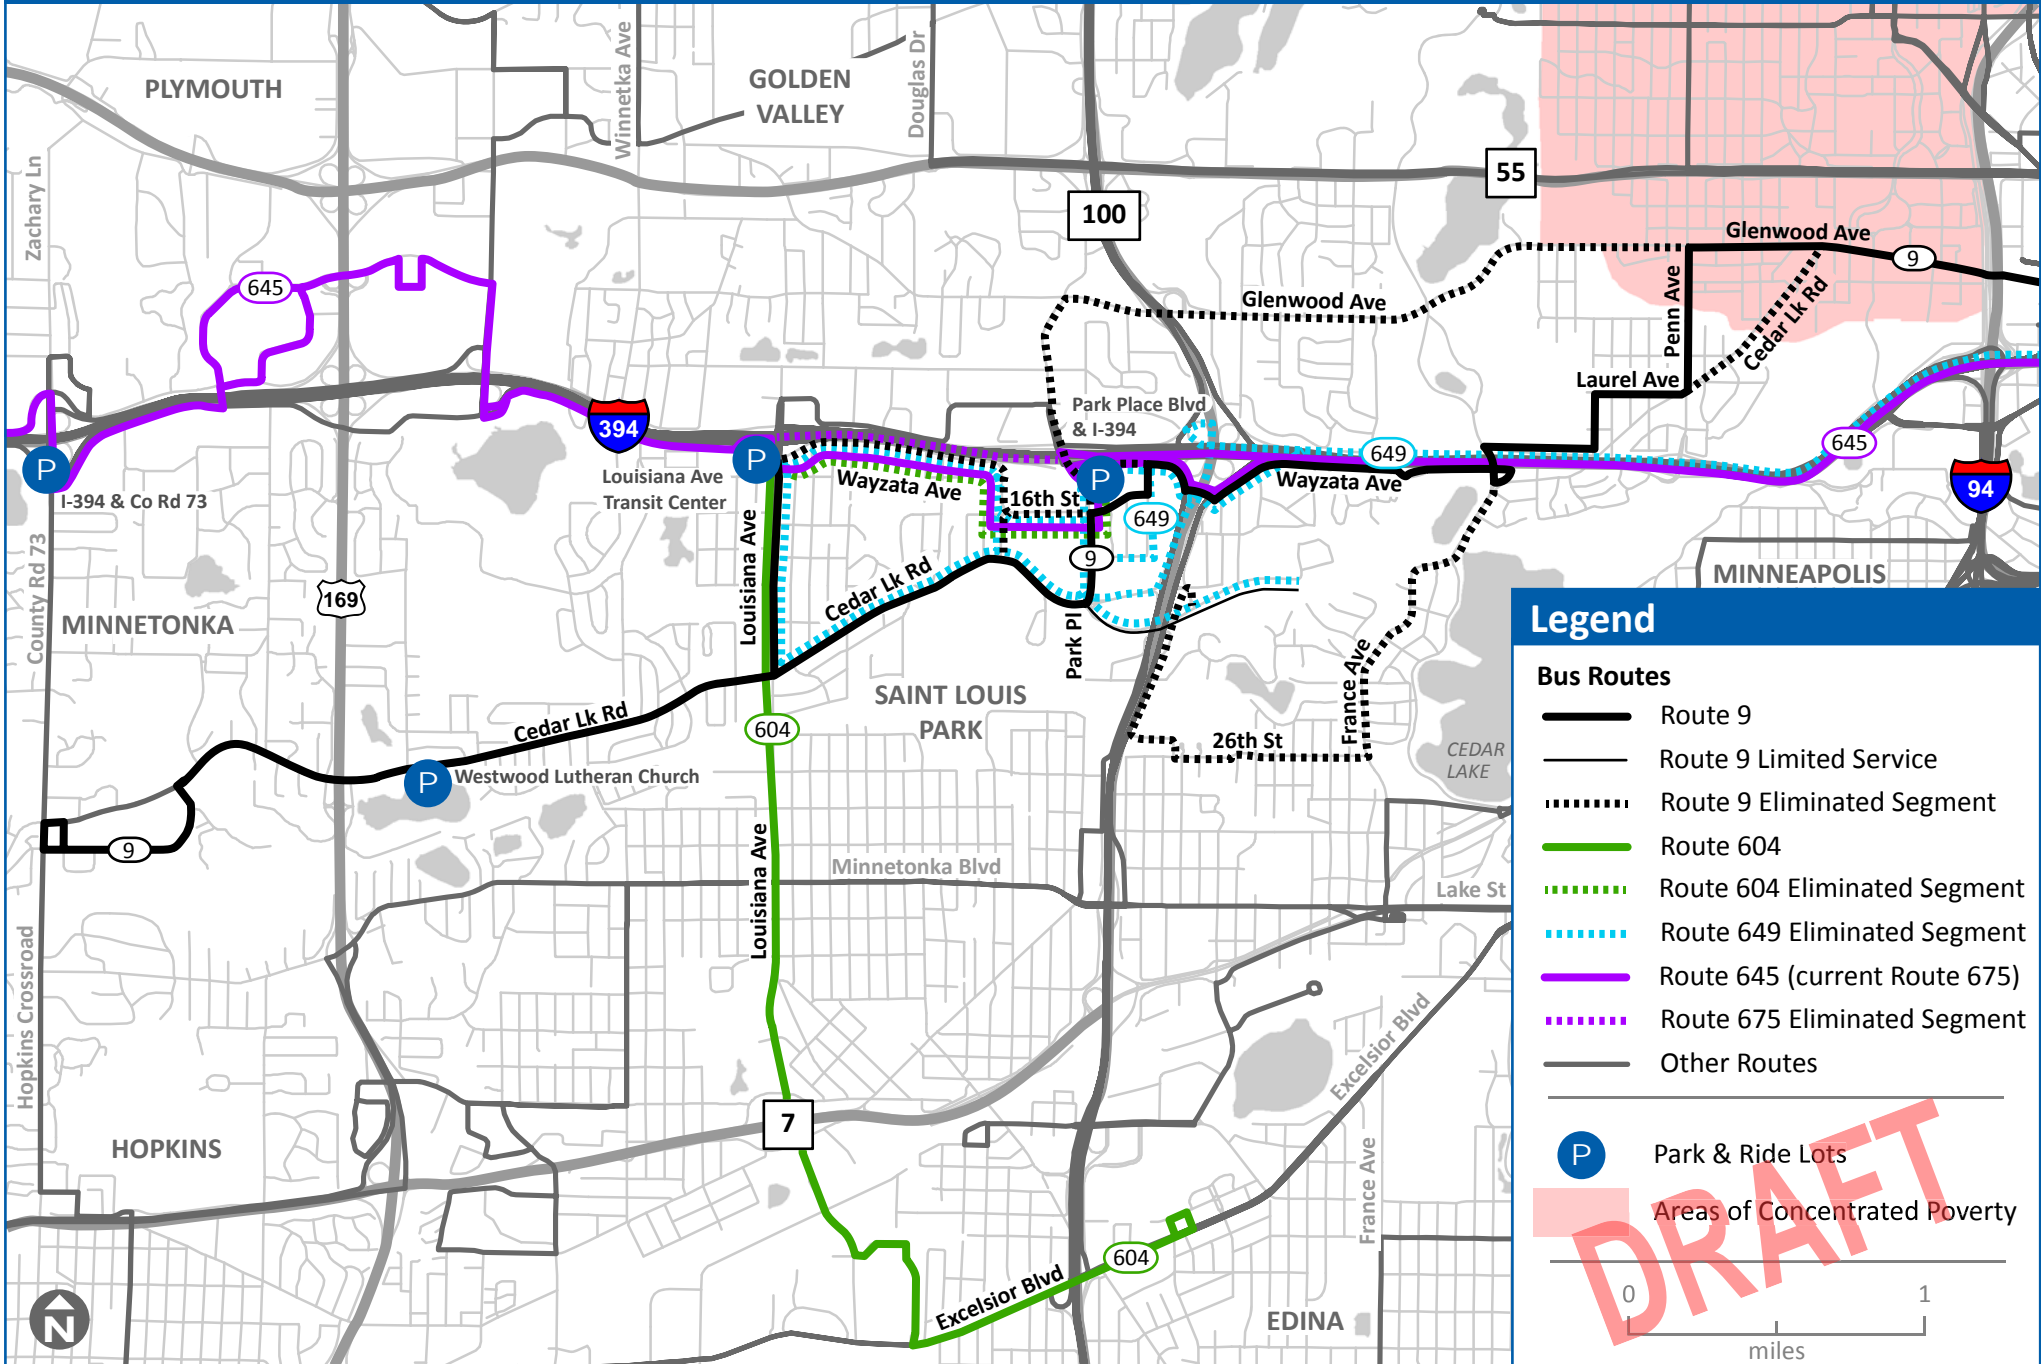 PLYMOUTH
GOLDEN
VALLEY
Winnetka Ave
Douglas Dr
Zachary Ln
55
100
Glenwood Ave
9
645
Glenwood Ave
Penn Ave
Cedar Lk Rd
Laurel Ave
394
Park Place Blvd
& I-394
P
P
P
I-394 & Co Rd 73
Louisiana Ave
Transit Center
Wayzata Ave
16th St
649
649
Wayzata Ave
645
94
9
County Rd 73
169
MINNETONKA
Louisiana Ave
Cedar Lk Rd
Park Pl
MINNEAPOLIS
SAINT LOUIS
PARK
France Ave
26th St
CEDAR
LAKE
604
Cedar Lk Rd
P
Westwood Lutheran Church
9
Louisiana Ave
Minnetonka Blvd
Lake St
Hopkins Crossroad
Excelsior Blvd
7
HOPKINS
France Ave
604
Excelsior Blvd
EDINA
N
Legend
Bus Routes
Route 9
Route 9 Limited Service
Route 9 Eliminated Segment
Route 604
Route 604 Eliminated Segment
Route 649 Eliminated Segment
Route 645 (current Route 675)
Route 675 Eliminated Segment
Other Routes
P
Park & Ride Lots
Areas of Concentrated Poverty
DRAFT
0
1
miles